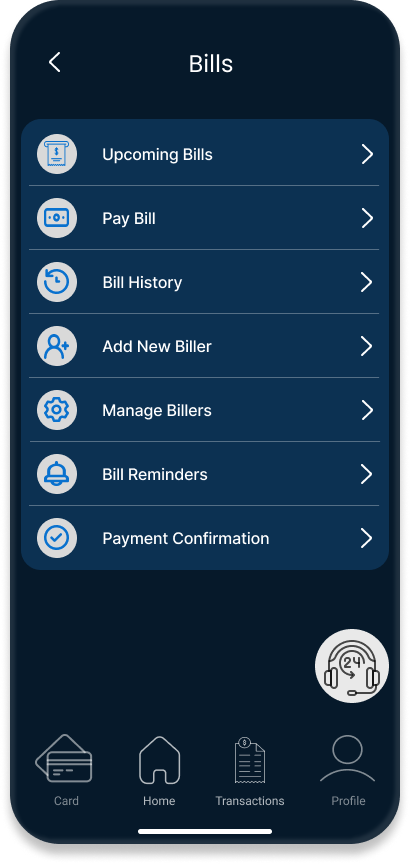 Bills
Upcoming Bills
Pay Bill
Bill History
Add New Biller
Manage Billers
Bill Reminders
Payment Confirmation
24
Card
Home
Transactions
Profile